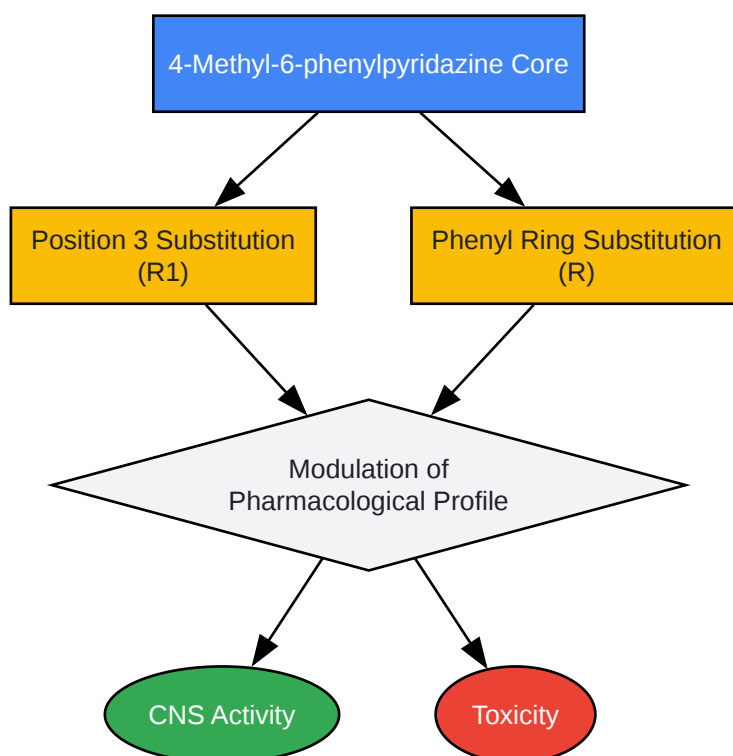 4-Methyl-6-phenylpyridazine Core
Position 3 Substitution
(R1)
Phenyl Ring Substitution
(R)
Modulation of
Pharmacological Profile
CNS Activity
Toxicity